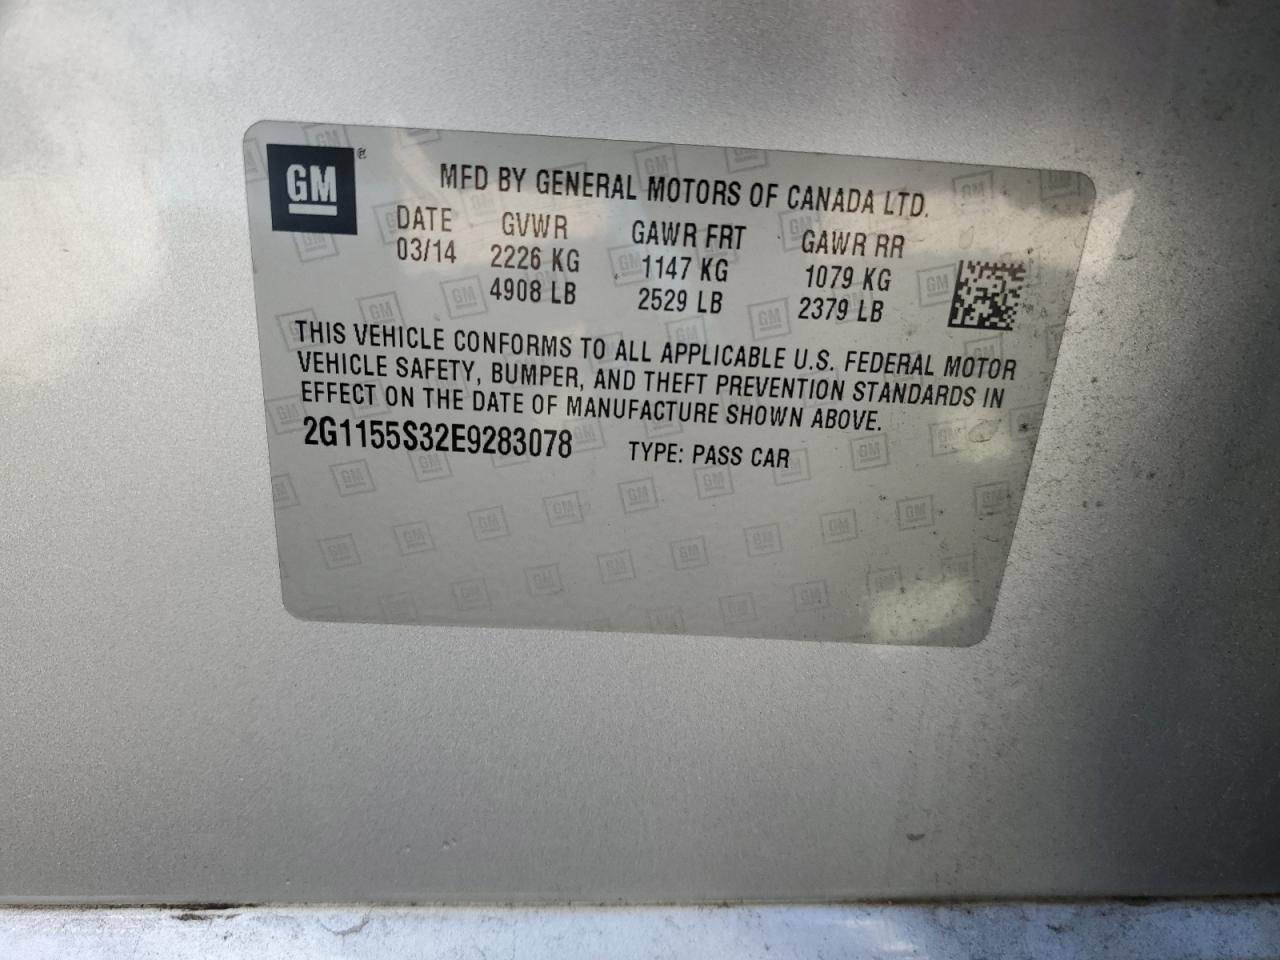 GM ®
MFD BY GENERAL MOTORS OF CANADA LTD.
DATE GVWR GAWR FRT GAWR RR
03/14 2226 KG 1147 KG 1079 KG
4908 LB 2529 LB 2379 LB
THIS VEHICLE CONFORMS TO ALL APPLICABLE U.S. FEDERAL MOTOR
VEHICLE SAFETY, BUMPER, AND THEFT PREVENTION STANDARDS IN
EFFECT ON THE DATE OF MANUFACTURE SHOWN ABOVE.
2G1155S32E9283078 TYPE: PASS CAR